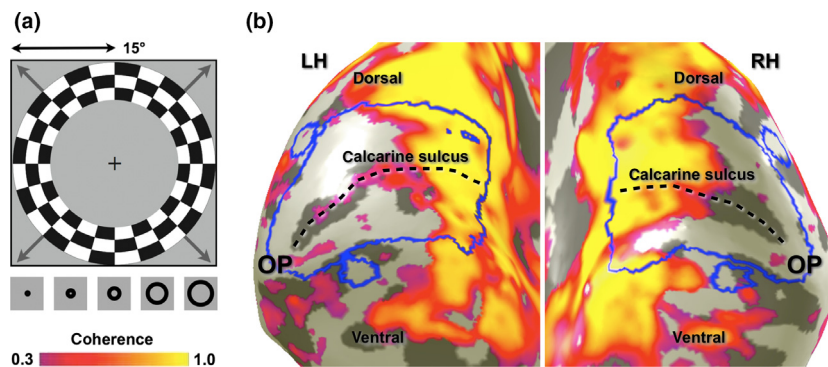 (a)
15°
Coherence
0.3
1.0
(b)
LH
Dorsal
Calcarine sulcus
OP
Ventral
RH
Dorsal
Calcarine sulcus
OP
Ventral